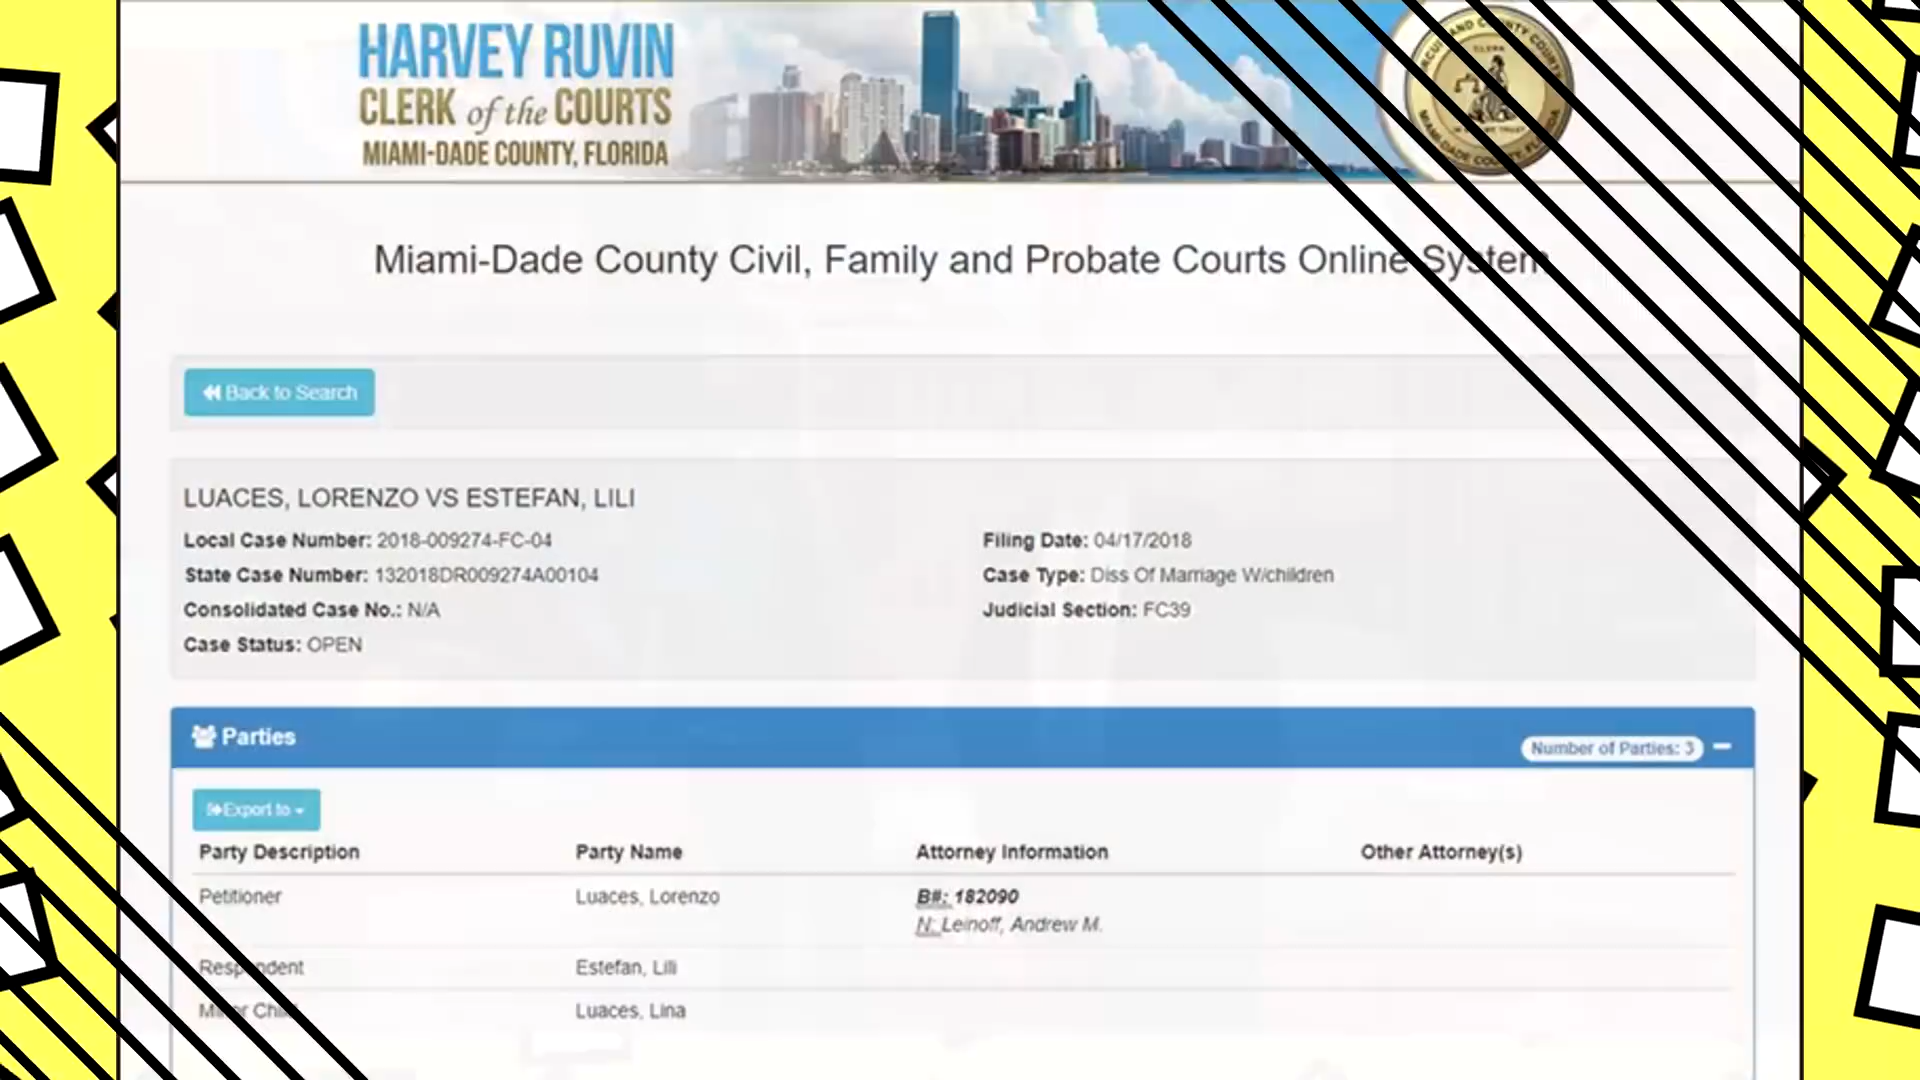 HARVEY RUVIN
CLERK of the COURTS
MIAMI-DADE COUNTY, FLORIDA
Miami-Dade County Civil, Family and Probate Courts Online System
Back to Search
LUACES, LORENZO VS ESTEFAN, LILI
Local Case Number: 2018-009274-FC-04
Filing Date: 04/17/2018
State Case Number: 132018DR009274A00104
Case Type: Diss Of Marriage W/children
Consolidated Case No.: N/A
Judicial Section: FC39
Case Status: OPEN
Parties
Number of Parties: 3
Export to
Party Description Party Name Attorney Information Other Attorney(s)
Petitioner Luaces, Lorenzo B#: 182090
N: Leinoff, Andrew M.
Respondent Estefan, Lili
Minor Child Luaces, Lina